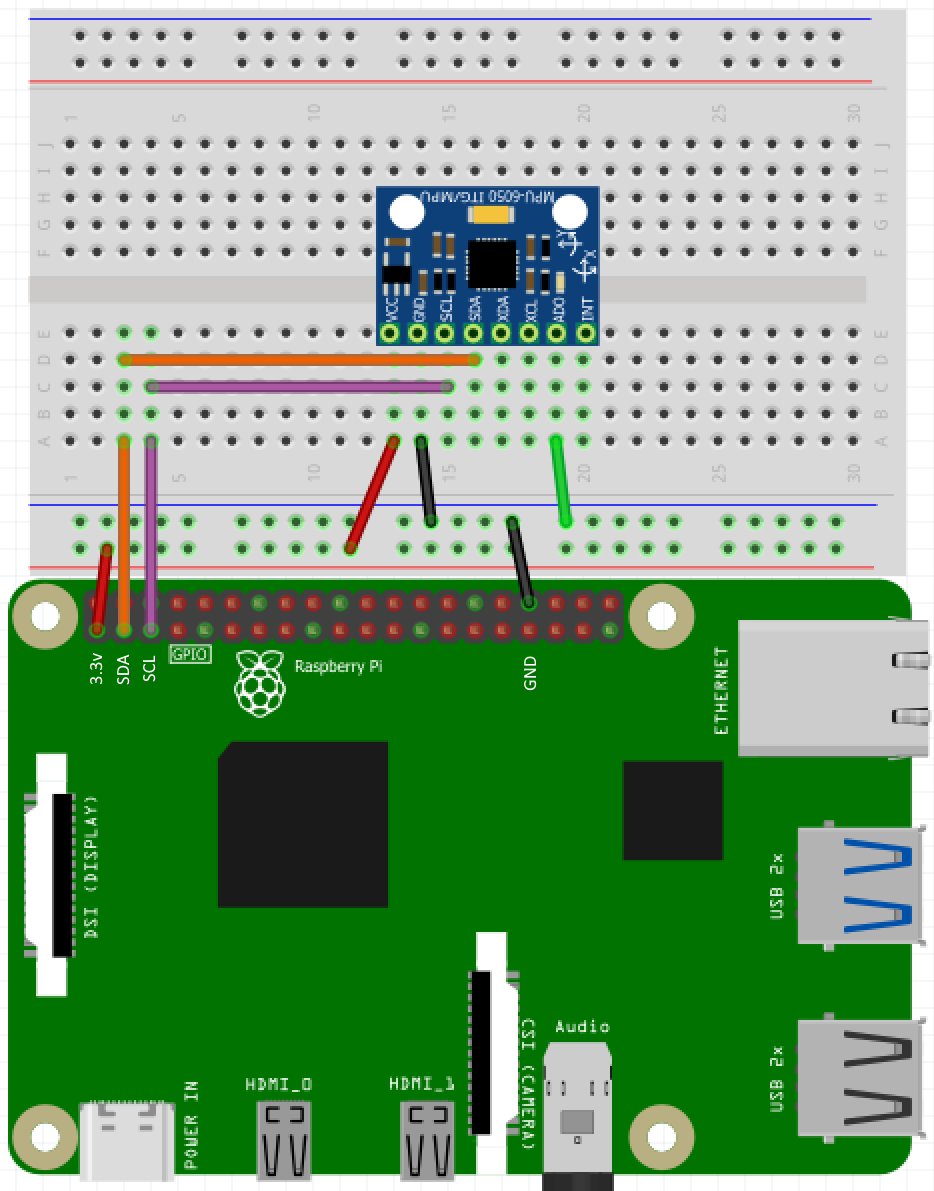 1 5 10 15 20 25 30
J J
I I
H H
G G
F F
MPU-6050 ITG/MPU
Y
X
VCC GND SCL SDA XDA XCL ADO INT
E E
D D
C C
B B
A A
1 5 10 15 20 25 30
3.3v SDA SCL
GPIO
Raspberry Pi
GND
ETHERNET
DSI (DISPLAY)
USB 2x
CSI (CAMERA)
Audio
USB 2x
POWER IN
HDMI_0
HDMI_1